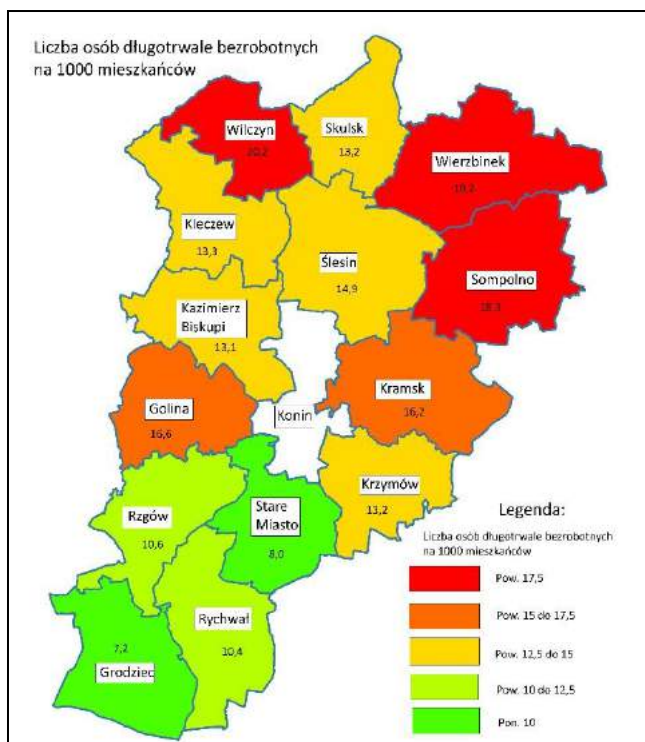 Liczba osób długotrwale bezrobotnych
na 1000 mieszkańców
Wilczyn
20,2
Skulsk
13,2
Wierzbinek
Kleczew
13,3
Ślesin
14,9
Sompolno
18,3
Kazimierz
Biskupi
13,1
Golina
16,6
Konin
Kramsk
16,2
Krzymów
13,2
Rzgów
10,6
Stare
Miasto
8,0
Rychwał
10,4
7,2
Grodziec
Legenda:
Liczba osób długotrwale bezrobotnych
na 1000 mieszkańców
Pow. 17,5
Pow. 15 do 17,5
Pow. 12,5 do 15
Pow. 10 do 12,5
Pon. 10